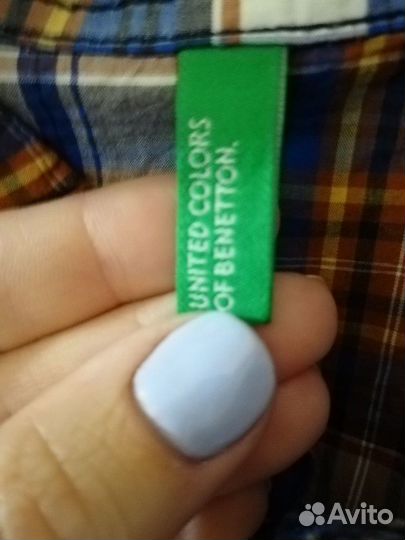 UNITED COLORS
OF BENETTON.
Avito